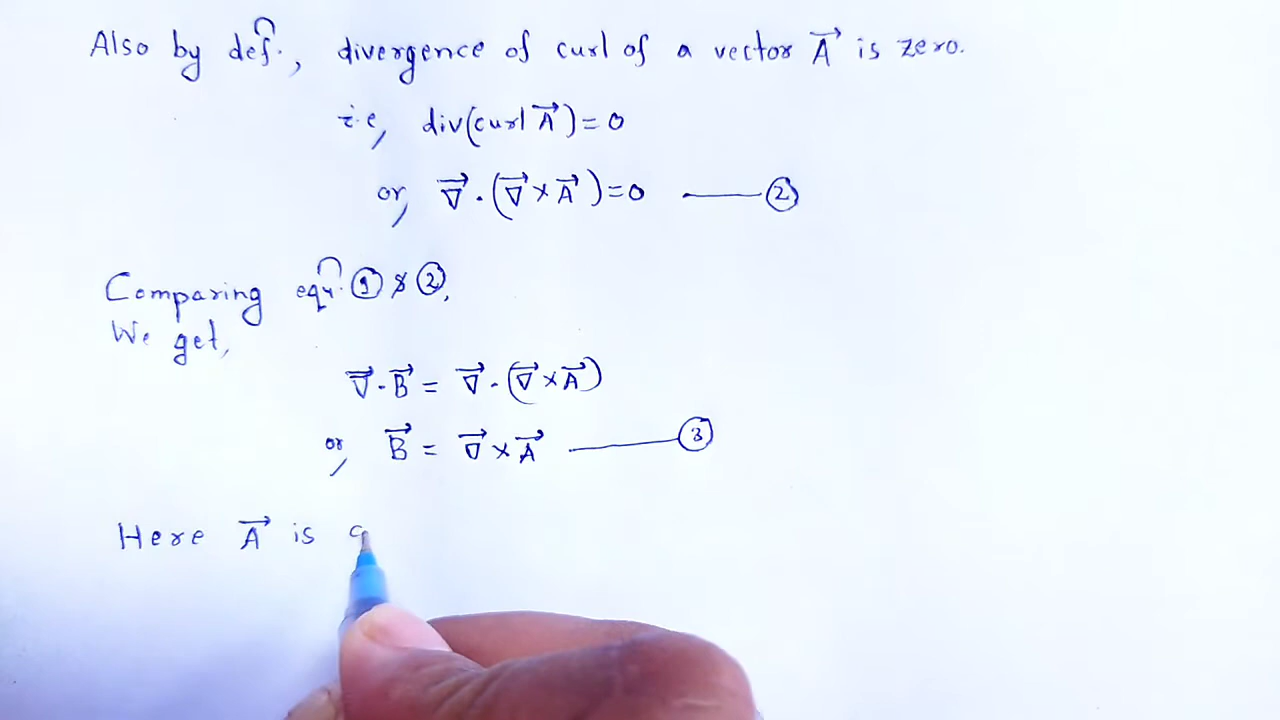 Also by def., divergence of curl of a vector A⃗ is zero.
i.e, div(curl A⃗)=0
or, ∇⃗.(∇⃗×A⃗)=0 —— ②
Comparing eqn. ① & ②,
We get,
∇⃗.B⃗ = ∇⃗.(∇⃗×A⃗)
or, B⃗ = ∇⃗×A⃗ —— ③
Here A⃗ is a